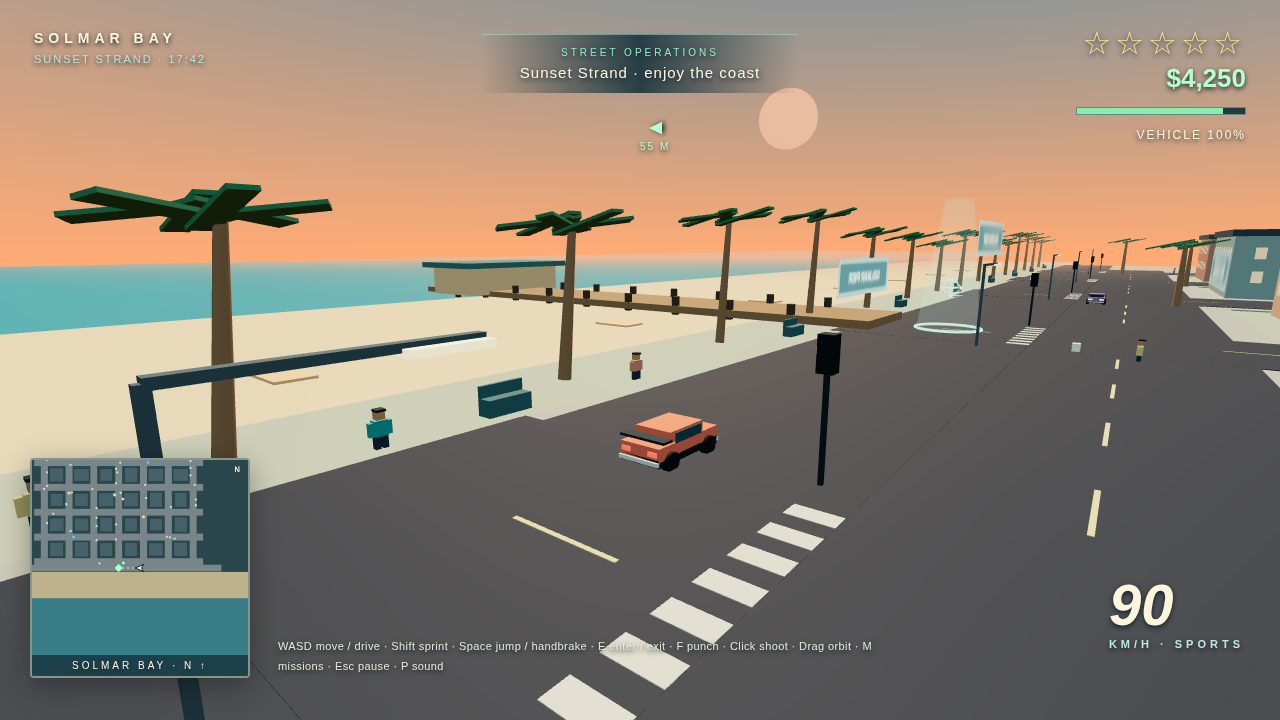 SOLMAR BAY
SUNSET STRAND · 17:42
STREET OPERATIONS
Sunset Strand · enjoy the coast
55 M
☆☆☆☆☆
$4,250
VEHICLE 100%
N
SOLMAR BAY · N ↑
WASD move / drive · Shift sprint · Space jump / handbrake · E enter / exit · F punch · Click shoot · Drag orbit · M
missions · Esc pause · P sound
90
KM/H · SPORTS